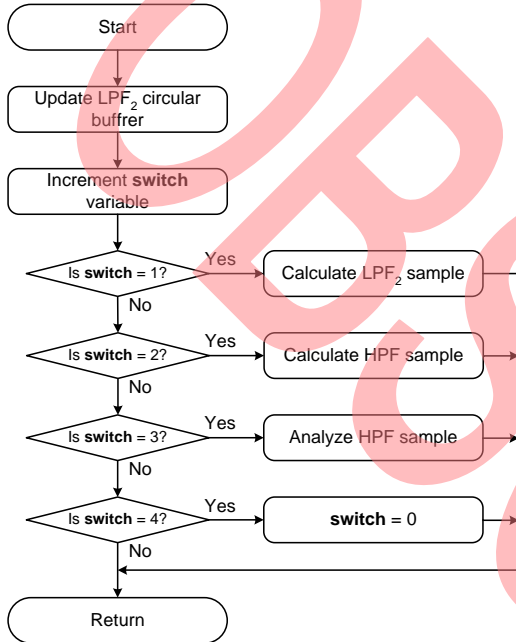 Start
Update LPF₂ circular
buffrer
Increment switch
variable
Is switch = 1?
Yes
Calculate LPF₂ sample
No
Is switch = 2?
Yes
Calculate HPF sample
No
Is switch = 3?
Yes
Analyze HPF sample
No
Is switch = 4?
Yes
switch = 0
No
Return